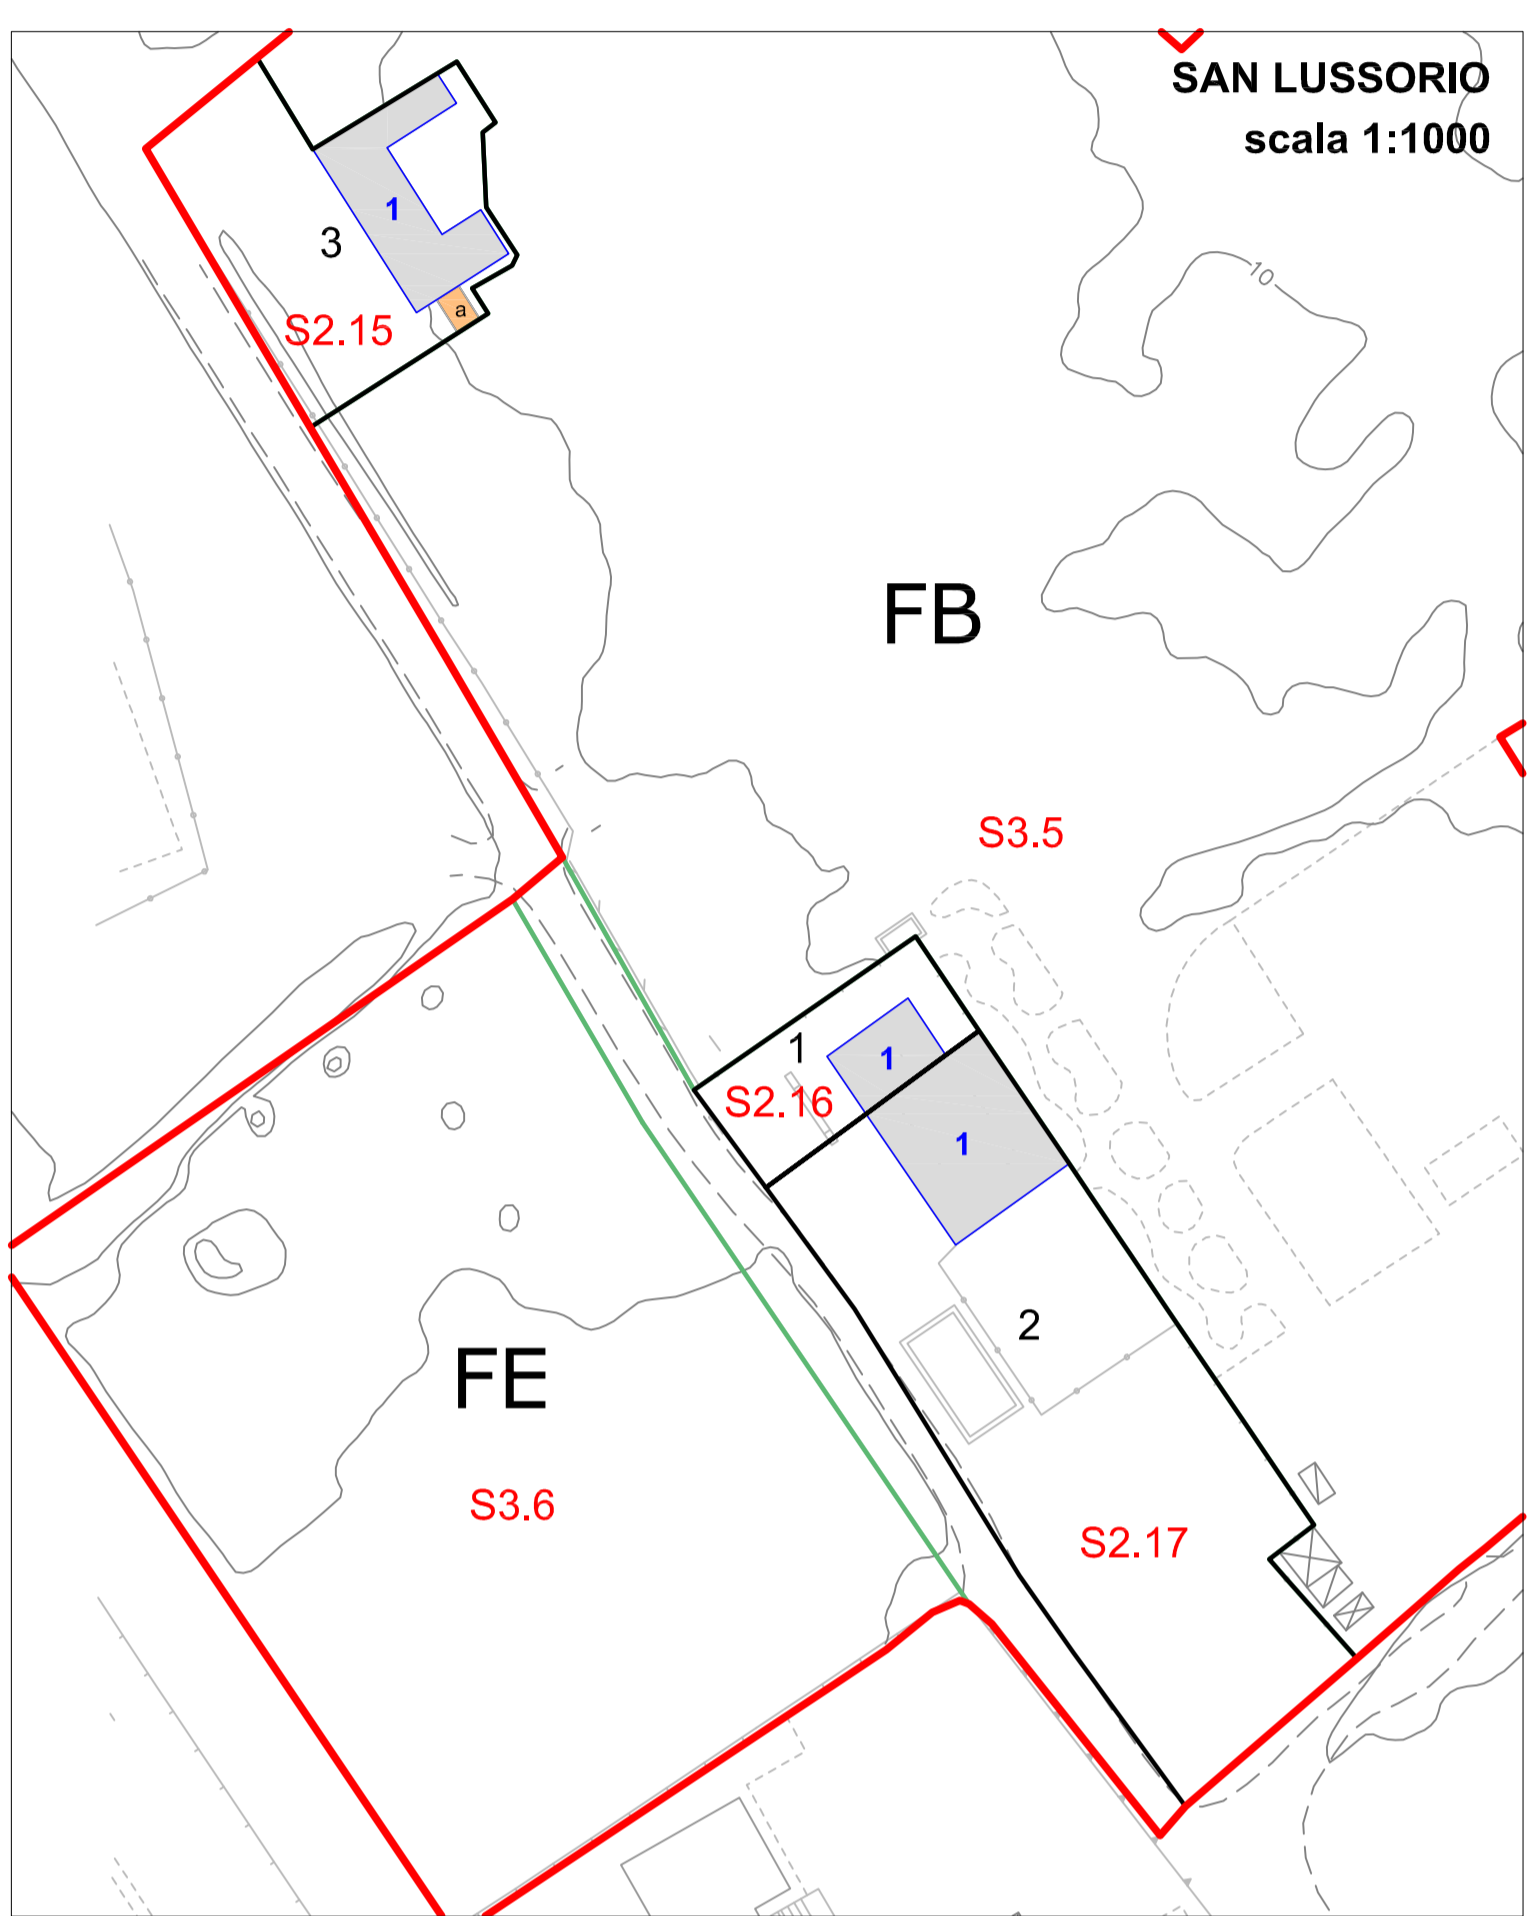 SAN LUSSORIO
scala 1:1000
1
3
10
a
S2.15
FB
S3.5
1
1
S2.16
1
2
FE
S3.6
S2.17